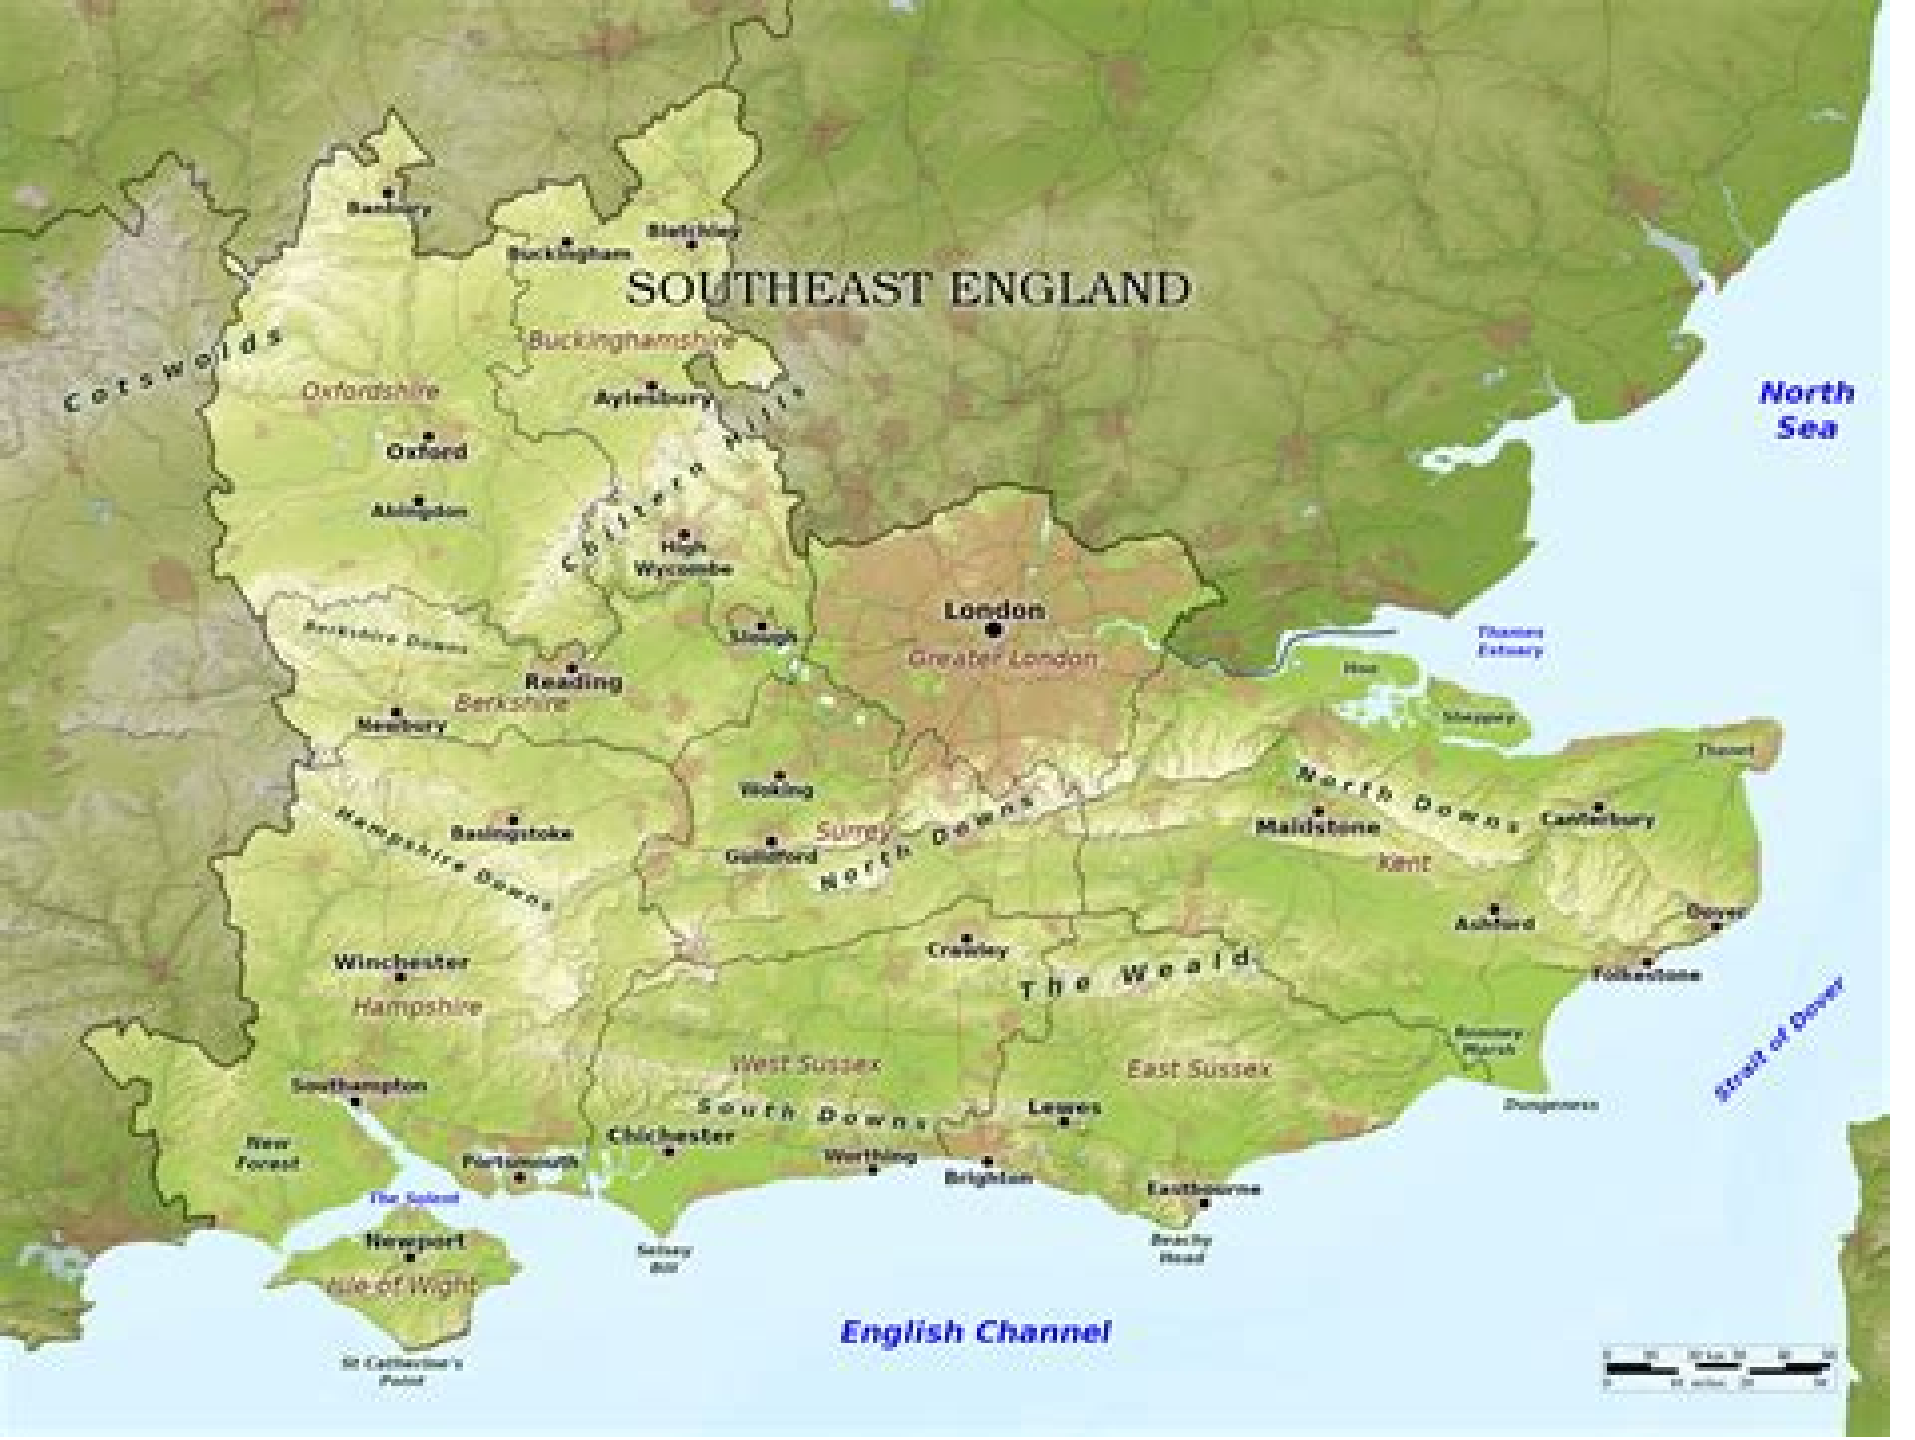 Banbury
Bletchley
Buckingham
SOUTHEAST ENGLAND
Buckinghamshire
Cotswolds
Oxfordshire
Aylesbury
North
Sea
Oxford
Chiltern Hills
Abingdon
High
Wycombe
London
Berkshire Downs
Slough
Thames
Estuary
Greater London
Hoo
Reading
Berkshire
Newbury
Sheppey
Thanet
Woking
North Downs
Hampshire Downs
Basingstoke
Surrey
Guildford
North Downs
Maidstone
Canterbury
Kent
Ashford
Dover
Crawley
Winchester
The Weald
Folkestone
Hampshire
Strait of Dover
Romney
Marsh
West Sussex
East Sussex
Southampton
South Downs
Lewes
Dungeness
Chichester
New
Forest
Portsmouth
Worthing
Brighton
The Solent
Eastbourne
Newport
Selsey
Bill
Beachy
Head
Isle of Wight
English Channel
St Catherine's
Point